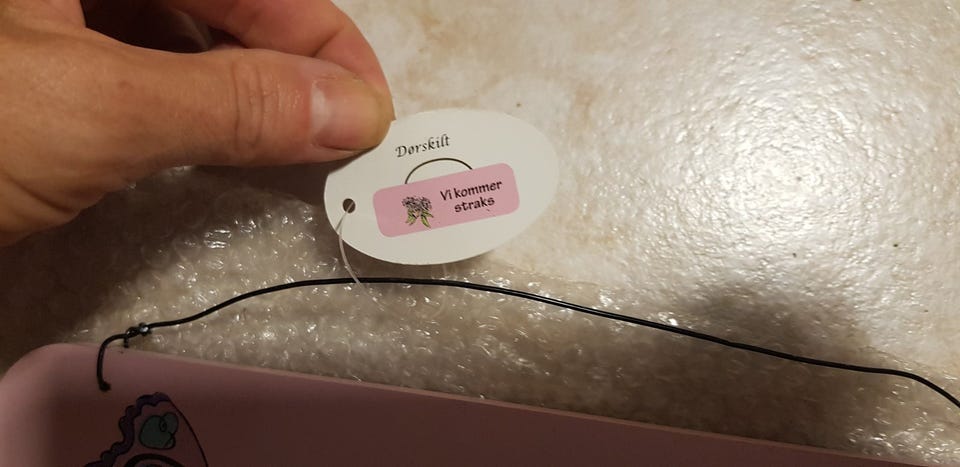 Dørskilt
Vi kommer
straks